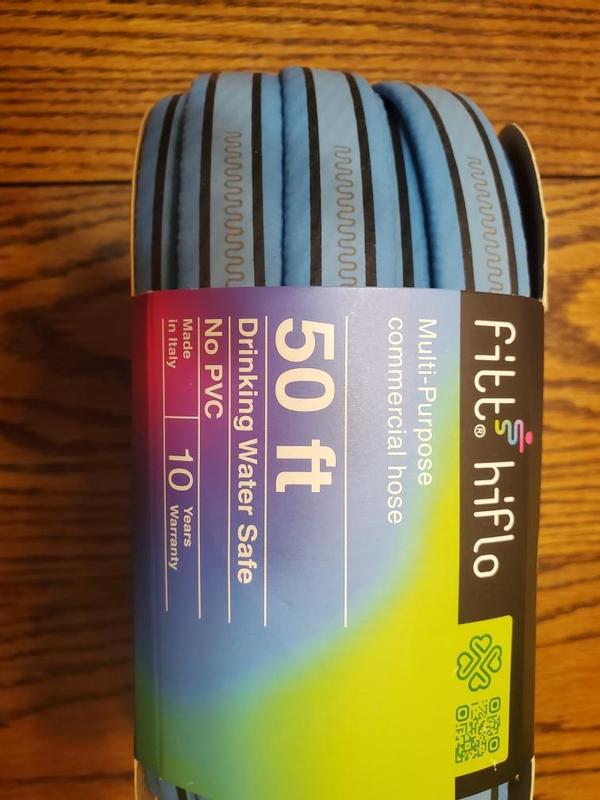 fitt® hiflo
Multi-Purpose
commercial hose
50 ft
Drinking Water Safe
No PVC
Made
in Italy
10 Years
Warranty